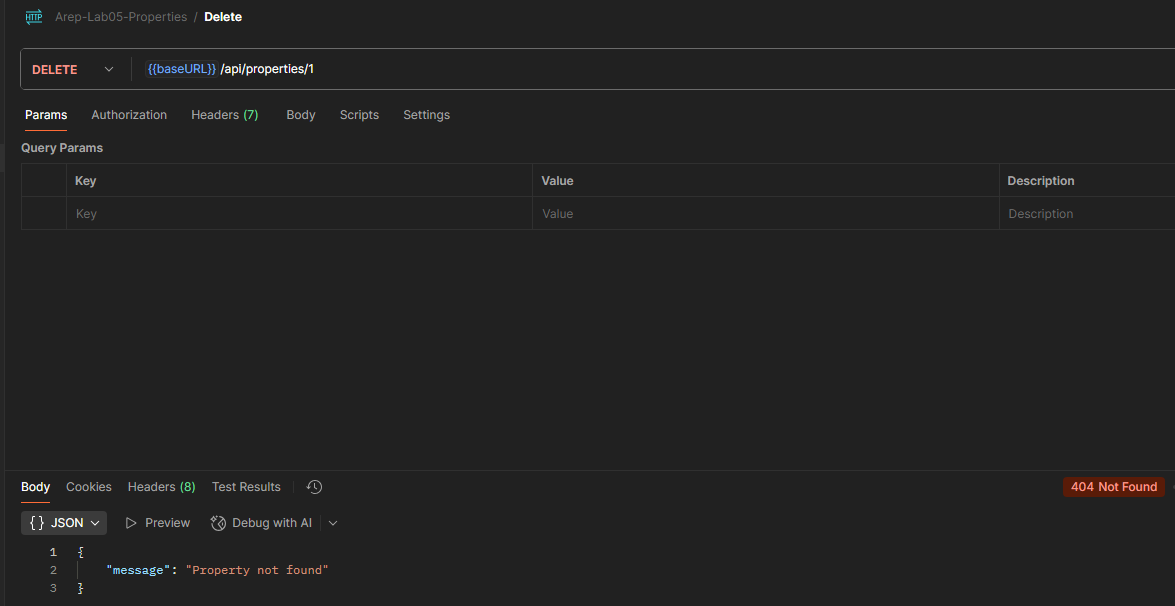 HTTP Arep-Lab05-Properties / Delete
DELETE {{baseURL}} /api/properties/1
Params Authorization Headers (7) Body Scripts Settings
Query Params
Key Value Description
Key Value Description
Body Cookies Headers (8) Test Results 404 Not Found
{} JSON Preview Debug with AI
1 {
2 "message": "Property not found"
3 }